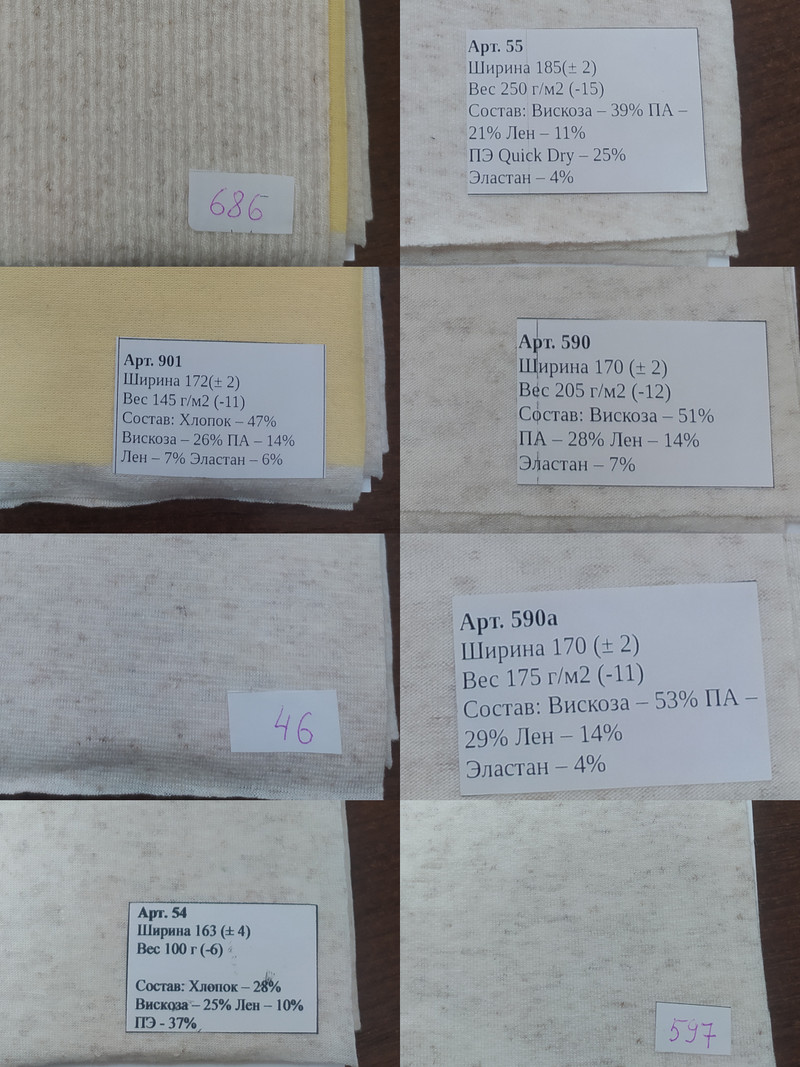 686
Арт. 55
Ширина 185(± 2)
Вес 250 г/м2 (-15)
Состав: Вискоза – 39% ПА –
21% Лен – 11%
ПЭ Quick Dry – 25%
Эластан – 4%
Арт. 901
Ширина 172(± 2)
Вес 145 г/м2 (-11)
Состав: Хлопок – 47%
Вискоза – 26% ПА – 14%
Лен – 7% Эластан – 6%
Арт. 590
Ширина 170 (± 2)
Вес 205 г/м2 (-12)
Состав: Вискоза – 51%
ПА – 28% Лен – 14%
Эластан – 7%
46
Арт. 590а
Ширина 170 (± 2)
Вес 175 г/м2 (-11)
Состав: Вискоза – 53% ПА –
29% Лен – 14%
Эластан – 4%
Арт. 54
Ширина 163 (± 4)
Вес 100 г (-6)
Состав: Хлопок – 28%
Вискоза – 25% Лен – 10%
ПЭ - 37%
597